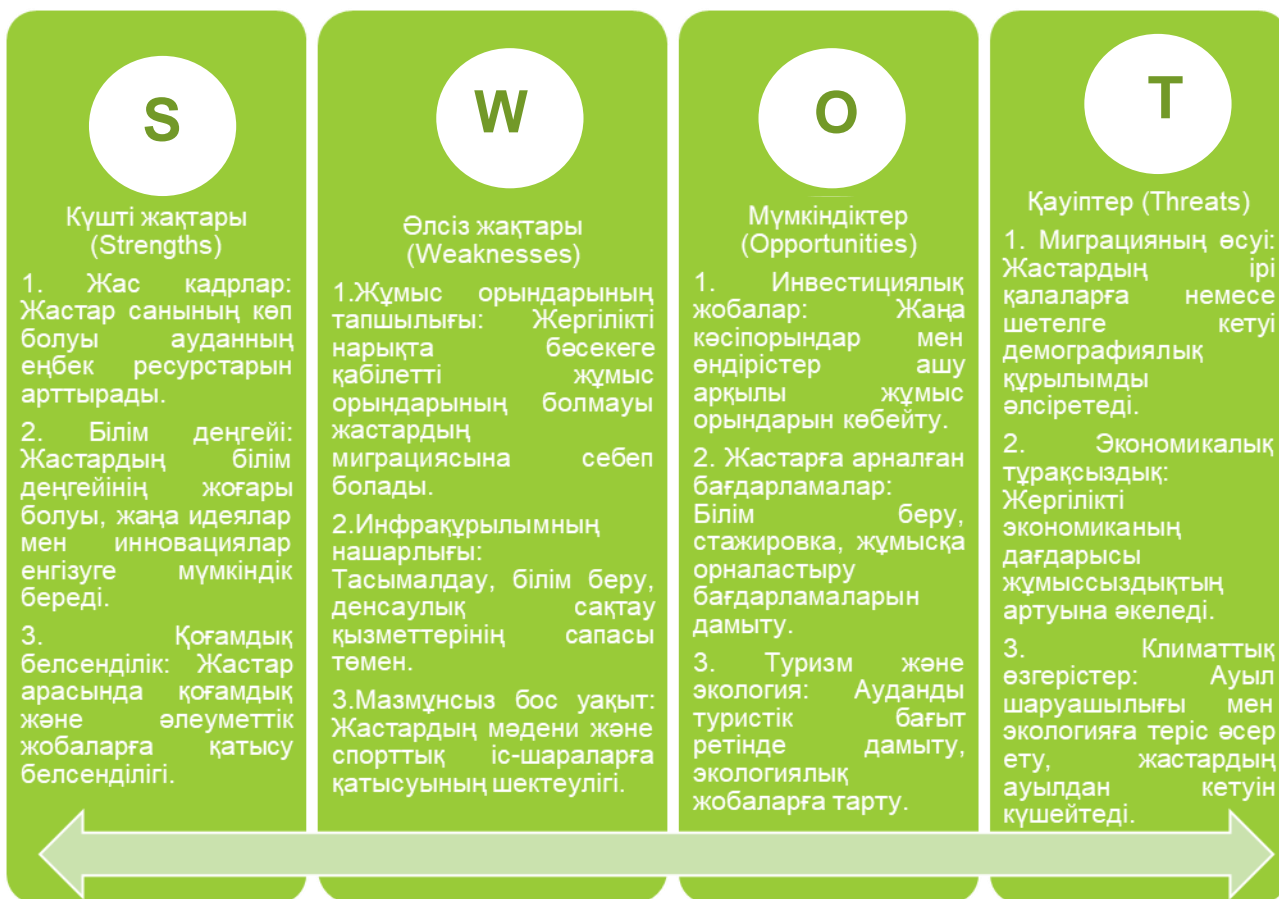 S
Күшті жақтары
(Strengths)
1. Жас кадрлар:
Жастар санының көп
болуы ауданның
еңбек ресурстарын
арттырады.
2. Білім деңгейі:
Жастардың білім
деңгейінің жоғары
болуы, жаңа идеялар
мен инновациялар
енгізуге мүмкіндік
береді.
3. Қоғамдық
белсенділік: Жастар
арасында қоғамдық
және әлеуметтік
жобаларға қатысу
белсенділігі.
W
Әлсіз жақтары
(Weaknesses)
1.Жұмыс орындарының
тапшылығы: Жергілікті
нарықта бәсекеге
қабілетті жұмыс
орындарының болмауы
жастардың
миграциясына себеп
болады.
2.Инфрақұрылымның
нашарлығы:
Тасымалдау, білім беру,
денсаулық сақтау
қызметтерінің сапасы
төмен.
3.Мазмұнсыз бос уақыт:
Жастардың мәдени және
спорттық іс-шараларға
қатысуының шектеулігі.
O
Мүмкіндіктер
(Opportunities)
1. Инвестициялық
жобалар: Жаңа
кәсіпорындар мен
өндірістер ашу
арқылы жұмыс
орындарын көбейту.
2. Жастарға арналған
бағдарламалар:
Білім беру,
стажировка, жұмысқа
орналастыру
бағдарламаларын
дамыту.
3. Туризм және
экология: Ауданды
туристік бағыт
ретінде дамыту,
экологиялық
жобаларға тарту.
T
Қауіптер (Threats)
1. Миграцияның өсуі:
Жастардың ірі
қалаларға немесе
шетелге кетуі
демографиялық
құрылымды
әлсіретеді.
2. Экономикалық
тұрақсыздық:
Жергілікті
экономиканың
дағдарысы
жұмыссыздықтың
артуына әкеледі.
3. Климаттық
өзгерістер: Ауыл
шаруашылығы мен
экологияға теріс әсер
ету, жастардың
ауылдан кетуін
күшейтеді.